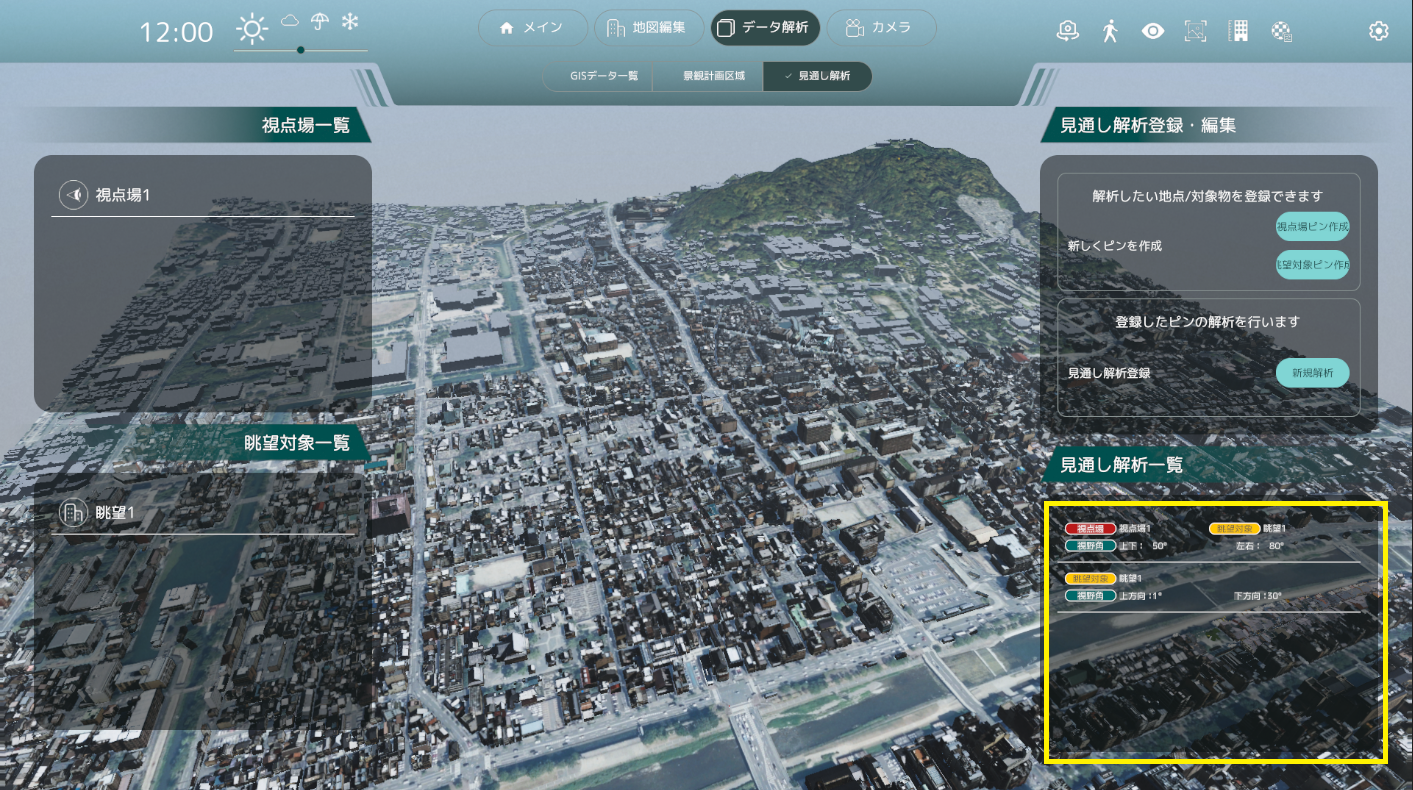 12:00
メイン
地図編集
データ解析
カメラ
GISデータ一覧
景観計画区域
✓ 見通し解析
視点場一覧
視点場1
眺望対象一覧
眺望1
見通し解析登録・編集
解析したい地点/対象物を登録できます
新しくピンを作成
視点場ピン作成
眺望対象ピン作成
登録したピンの解析を行います
見通し解析登録
新規解析
見通し解析一覧
視点場 視点場1 眺望対象 眺望1
視野角 上下： 50° 左右： 80°
眺望対象 眺望1
視野角 上方向 :1° 下方向 :30°